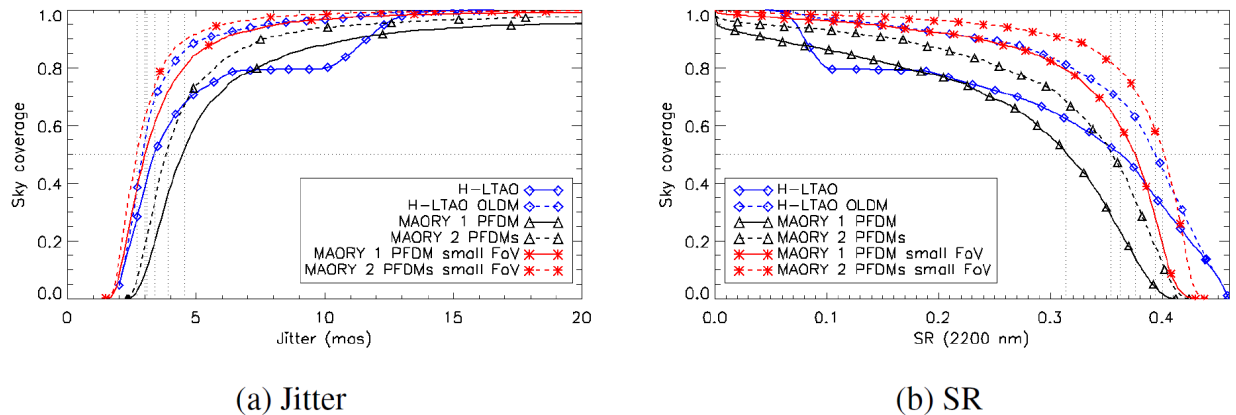 1.0
0.8
0.6
0.4
0.2
0.0
Sky coverage
0 5 10 15 20
Jitter (mas)
H-LTAO
H-LTAO OLDM
MAORY 1 PFDM
MAORY 2 PFDMs
MAORY 1 PFDM small FoV
MAORY 2 PFDMs small FoV
(a) Jitter
1.0
0.8
0.6
0.4
0.2
0.0
Sky coverage
0.0 0.1 0.2 0.3 0.4
SR (2200 nm)
H-LTAO
H-LTAO OLDM
MAORY 1 PFDM
MAORY 2 PFDMs
MAORY 1 PFDM small FoV
MAORY 2 PFDMs small FoV
(b) SR